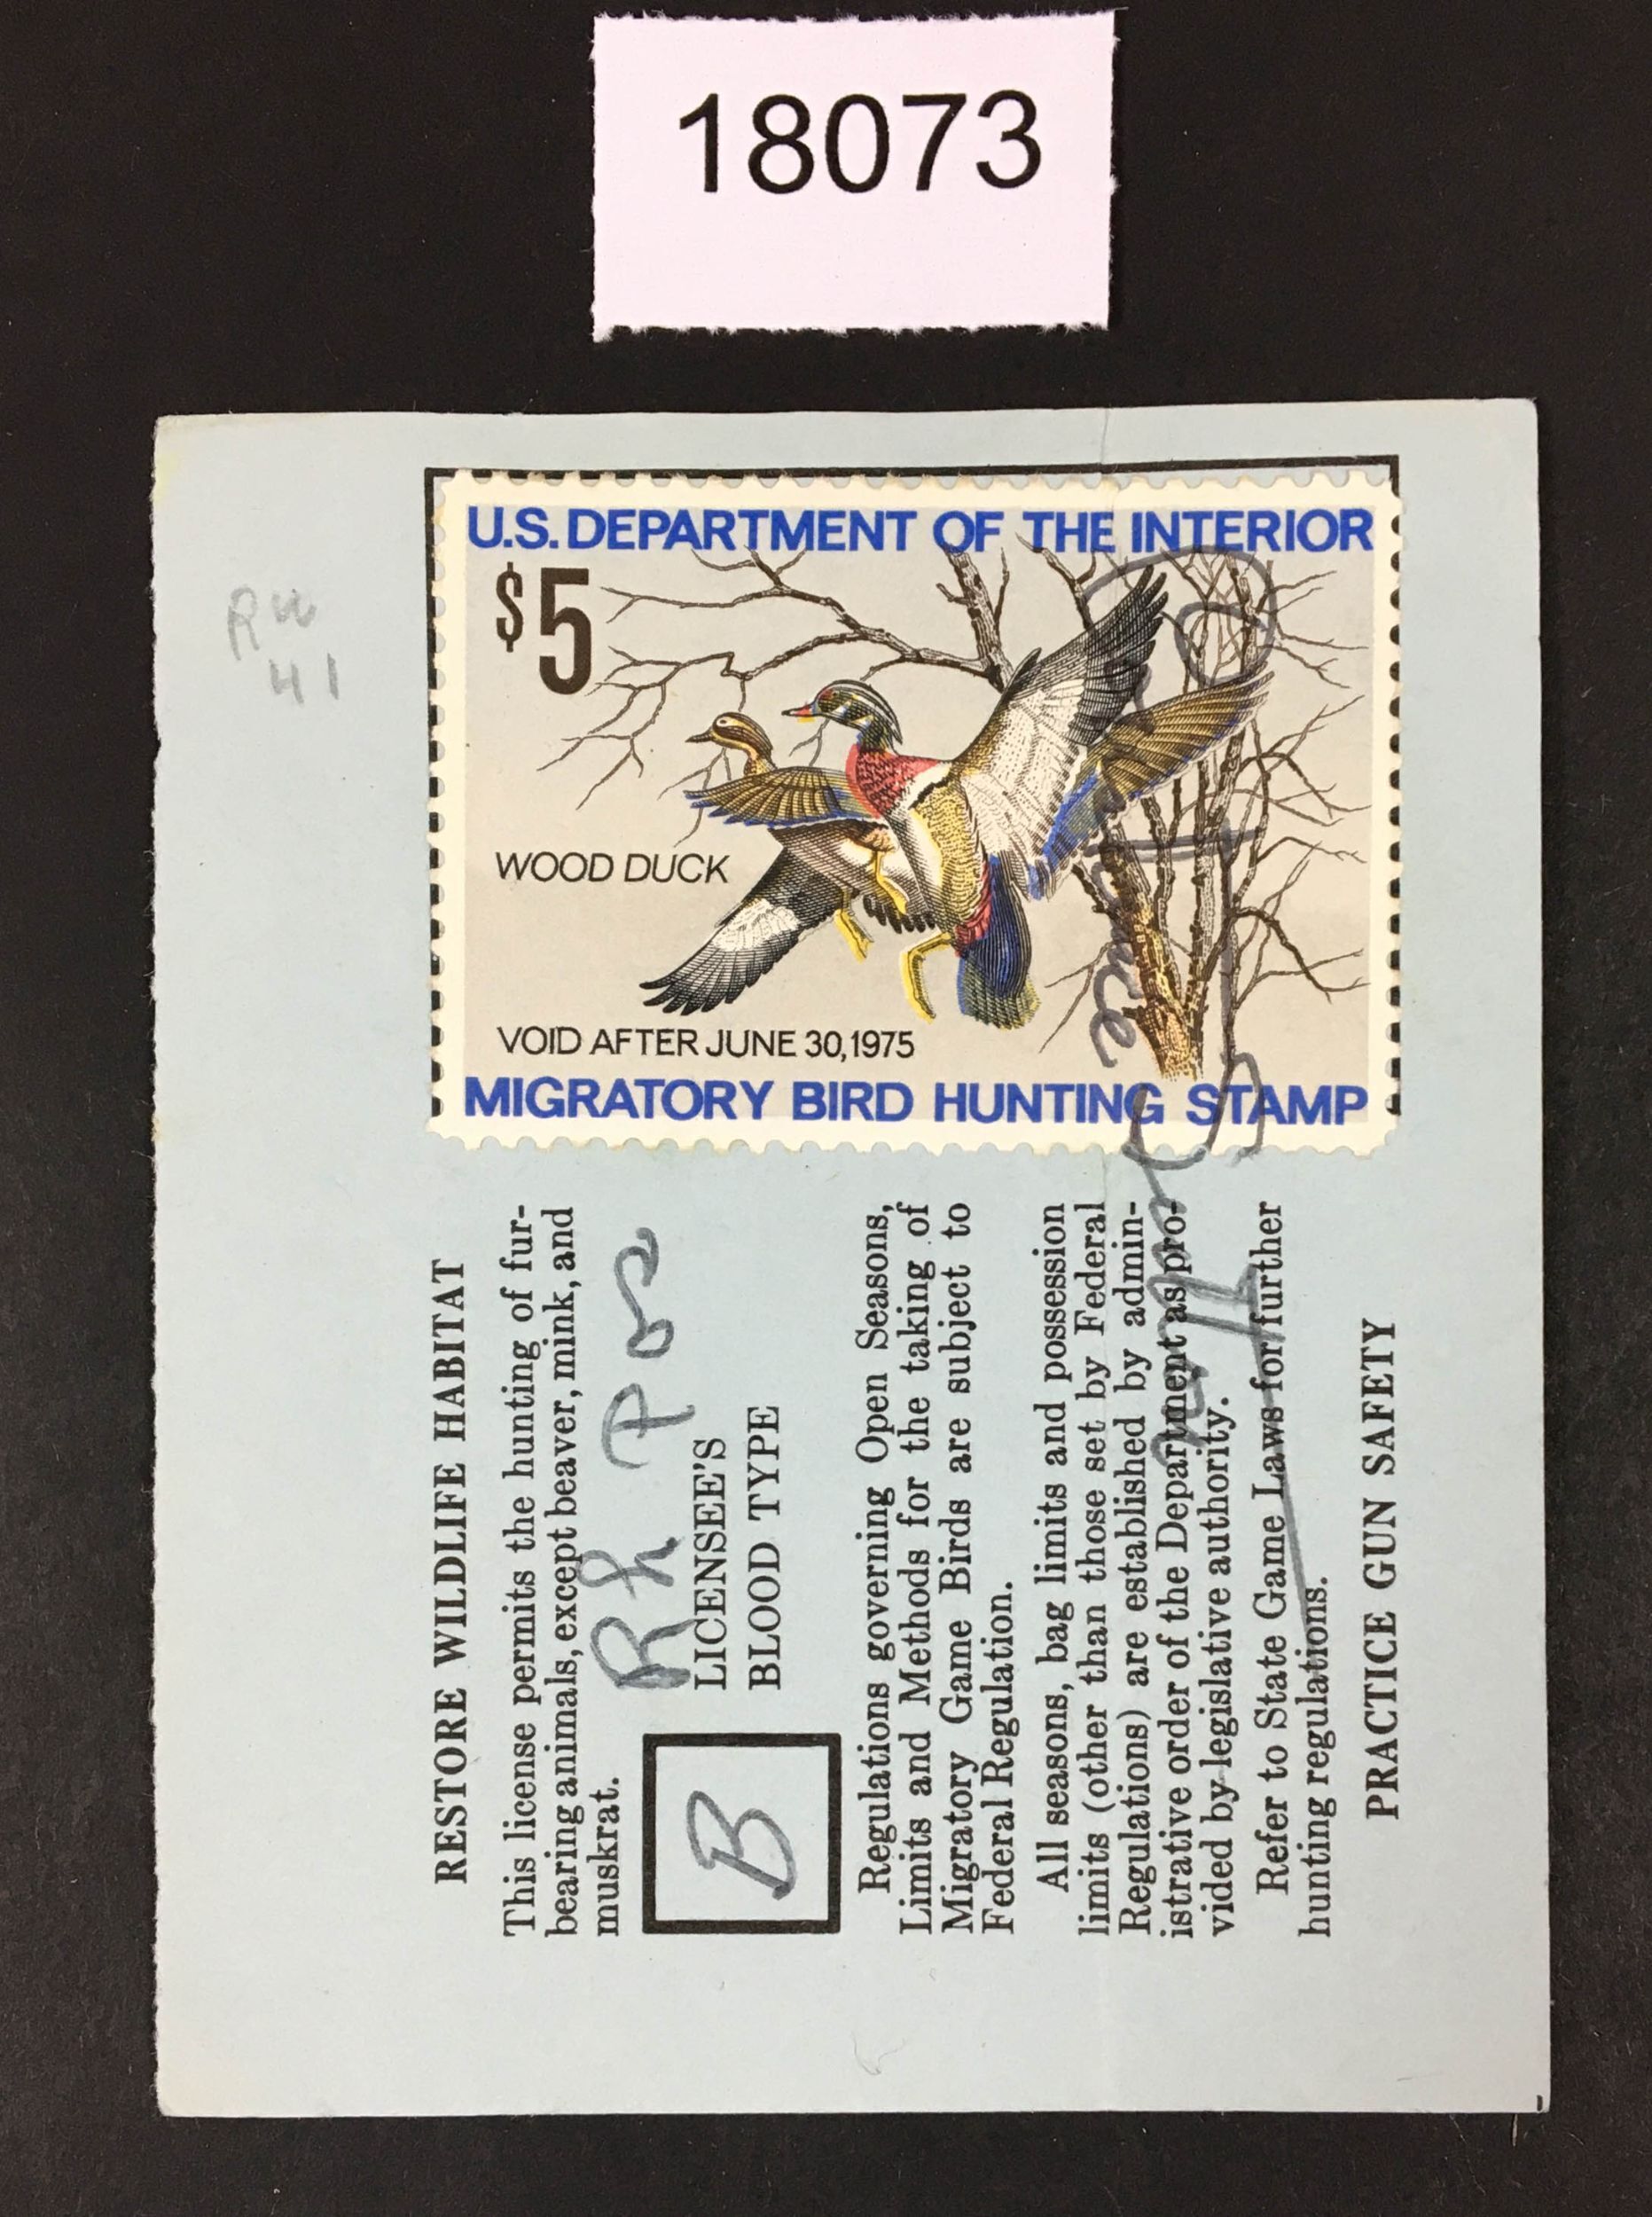 18073
RW
41
U.S. DEPARTMENT OF THE INTERIOR
$5
WOOD DUCK
VOID AFTER JUNE 30, 1975
MIGRATORY BIRD HUNTING STAMP
RESTORE WILDLIFE HABITAT
This license permits the hunting of fur-
bearing animals, except beaver, mink, and
muskrat.
Rh Pos
B
LICENSEE'S
BLOOD TYPE
Regulations governing Open Seasons,
Limits and Methods for the taking of
Migratory Game Birds are subject to
Federal Regulation.
All seasons, bag limits and possession
limits (other than those set by Federal
Regulations) are established by admin-
istrative order of the Department as pro-
vided by legislative authority.
Refer to State Game Laws for further
hunting regulations.
PRACTICE GUN SAFETY